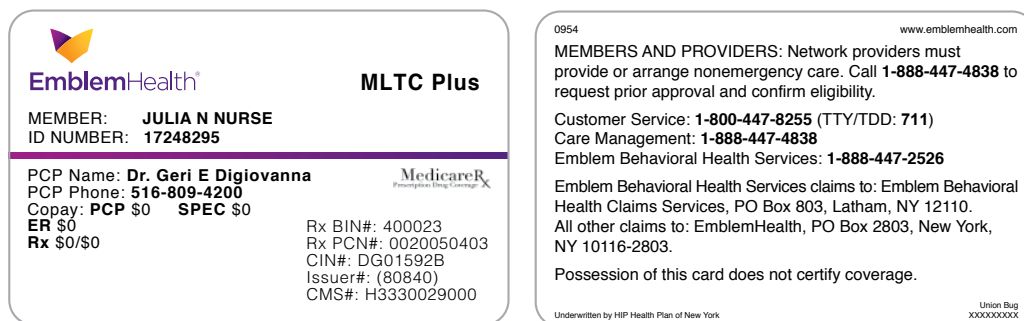 EmblemHealth®
MLTC Plus
MEMBER: JULIA N NURSE
ID NUMBER: 17248295
PCP Name: Dr. Geri E Digiovanna
PCP Phone: 516-809-4200
Copay: PCP $0 SPEC $0
ER $0
Rx $0/$0
MedicareRx
Prescription Drug Coverage
Rx BIN#: 400023
Rx PCN#: 0020050403
CIN#: DG01592B
Issuer#: (80840)
CMS#: H3330029000
0954 www.emblemhealth.com
MEMBERS AND PROVIDERS: Network providers must
provide or arrange nonemergency care. Call 1-888-447-4838 to
request prior approval and confirm eligibility.
Customer Service: 1-800-447-8255 (TTY/TDD: 711)
Care Management: 1-888-447-4838
Emblem Behavioral Health Services: 1-888-447-2526
Emblem Behavioral Health Services claims to: Emblem Behavioral
Health Claims Services, PO Box 803, Latham, NY 12110.
All other claims to: EmblemHealth, PO Box 2803, New York,
NY 10116-2803.
Possession of this card does not certify coverage.
Underwritten by HIP Health Plan of New York
Union Bug
XXXXXXXXX